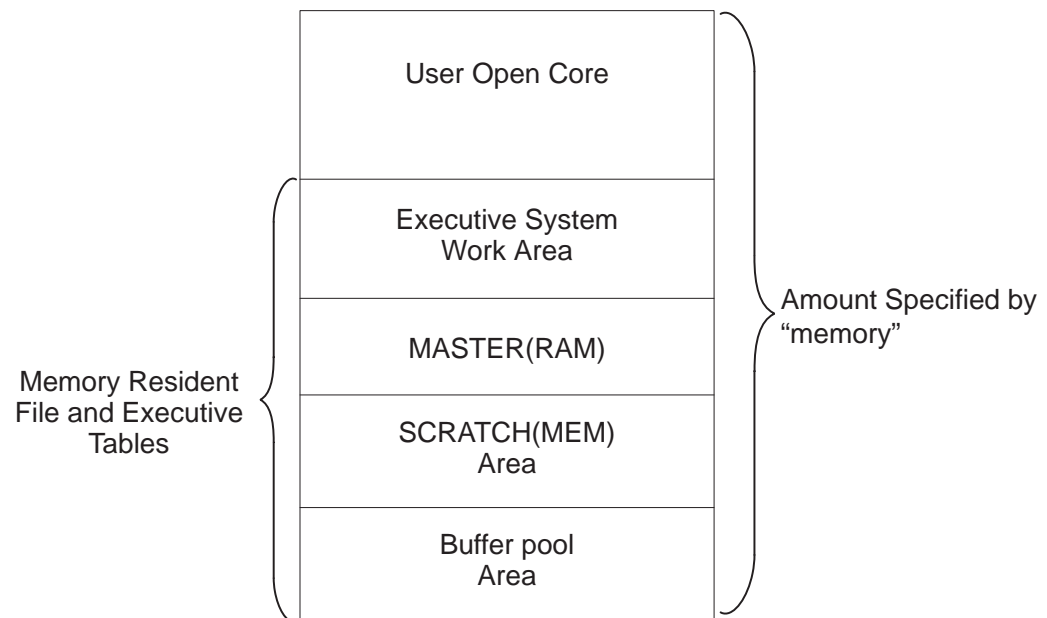 User Open Core
Executive System
Work Area
MASTER(RAM)
SCRATCH(MEM)
Area
Buffer pool
Area
Memory Resident
File and Executive
Tables
Amount Specified by
“memory”